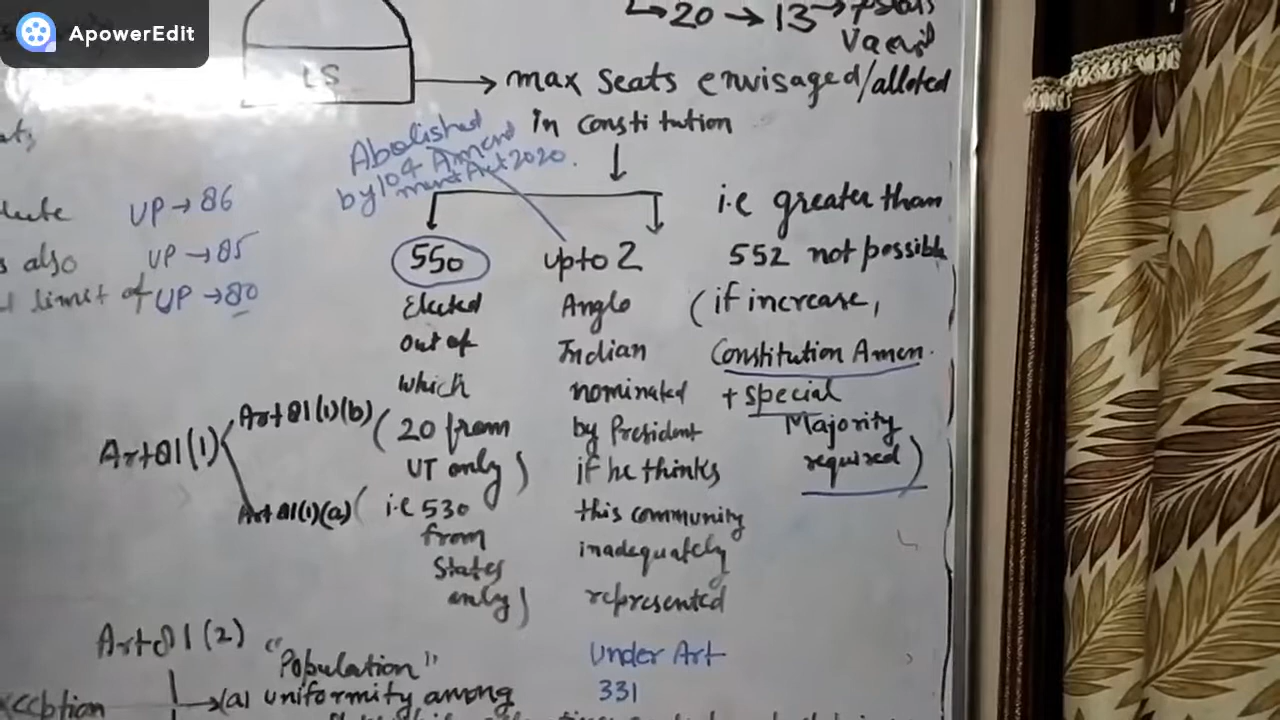 ApowerEdit
→ 20 → 13 →
LS
→ max seats envisaged/alloted
in constitution
Abolished
by 104 Amend
ment Act 2020.
UP → 86
s also UP → 85
limit of UP → 80
i.e greater than
552 not possible
(if increase,
Constitution Amen.
+ special
Majority
required)
550
Elected
out of
which
Art 81(1)
Art 81(1)(b) (20 from
UT only)
Art 81(1)(a) (i.e 530
from
States
only)
upto 2
Anglo
Indian
nominated
by President
if he thinks
this community
inadequately
represented
Under Art
331
Art 81(2)
"Population"
→ (a) uniformity among